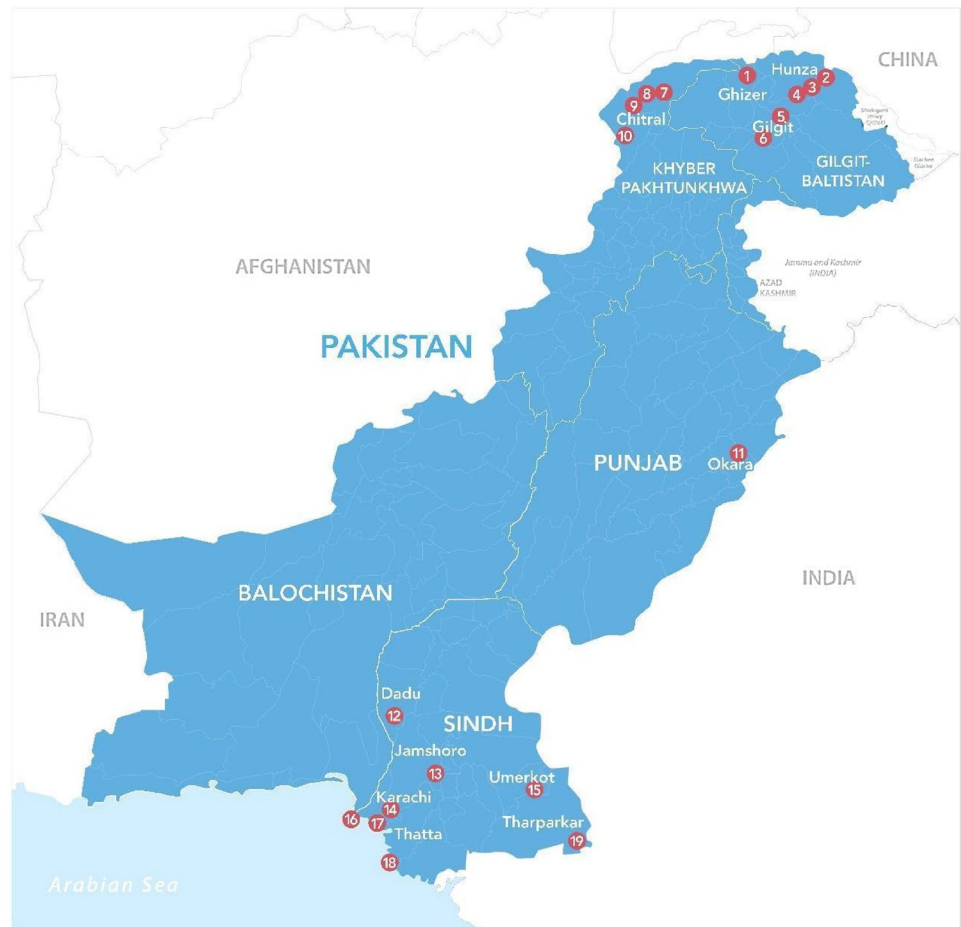 CHINA
Hunza
1
2
3
4
Ghizer
7
8
9
Chitral
5
Gilgit
6
10
KHYBER
PAKHTUNKHWA
GILGIT-
BALTISTAN
Siachen
Glacier
AFGHANISTAN
Jammu and Kashmir
(INDIA)
AZAD
KASHMIR
PAKISTAN
PUNJAB
11
Okara
INDIA
BALOCHISTAN
IRAN
Dadu
12
SINDH
Jamshoro
13
Umerkot
15
Karachi
14
16
17
Thatta
Tharparkar
19
18
Arabian Sea